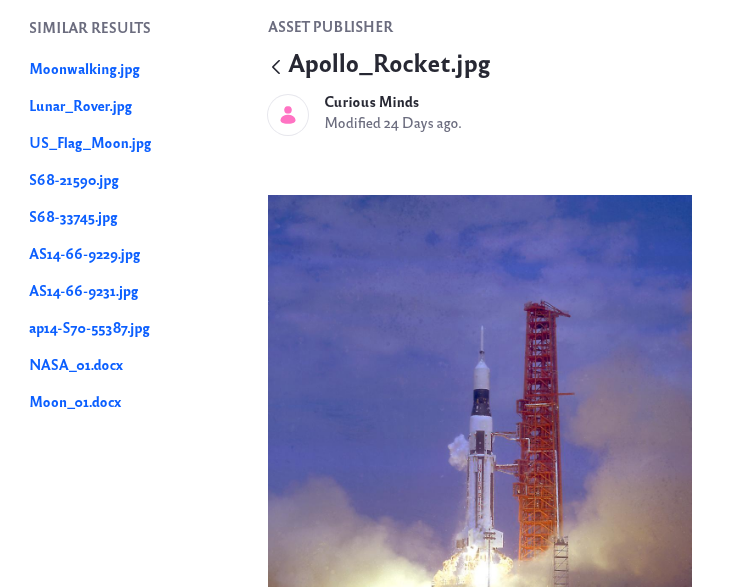 SIMILAR RESULTS
Moonwalking.jpg
Lunar_Rover.jpg
US_Flag_Moon.jpg
S68-21590.jpg
S68-33745.jpg
AS14-66-9229.jpg
AS14-66-9231.jpg
ap14-S70-55387.jpg
NASA_01.docx
Moon_01.docx
ASSET PUBLISHER
Apollo_Rocket.jpg
Curious Minds
Modified 24 Days ago.